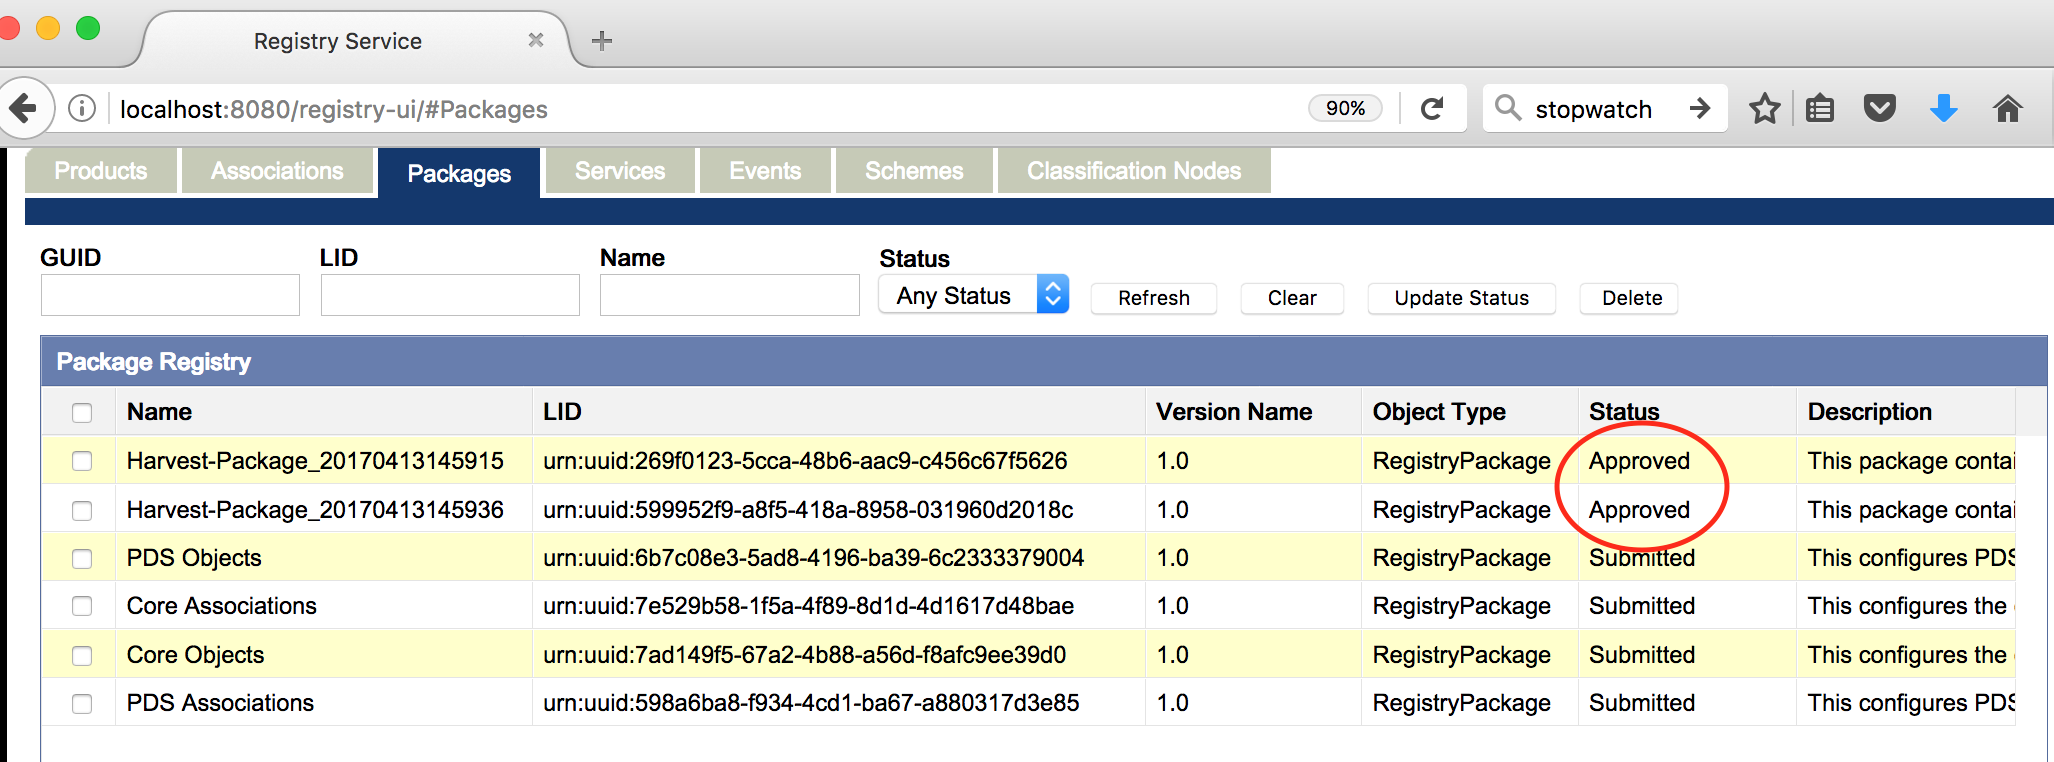 Registry Service
localhost:8080/registry-ui/#Packages 90% stopwatch
Products Associations Packages Services Events Schemes Classification Nodes
GUID LID Name Status
Any Status Refresh Clear Update Status Delete
Package Registry
Name LID Version Name Object Type Status Description
Harvest-Package_20170413145915 urn:uuid:269f0123-5cca-48b6-aac9-c456c67f5626 1.0 RegistryPackage Approved This package contai
Harvest-Package_20170413145936 urn:uuid:599952f9-a8f5-418a-8958-031960d2018c 1.0 RegistryPackage Approved This package contai
PDS Objects urn:uuid:6b7c08e3-5ad8-4196-ba39-6c2333379004 1.0 RegistryPackage Submitted This configures PDS
Core Associations urn:uuid:7e529b58-1f5a-4f89-8d1d-4d1617d48bae 1.0 RegistryPackage Submitted This configures the
Core Objects urn:uuid:7ad149f5-67a2-4b88-a56d-f8afc9ee39d0 1.0 RegistryPackage Submitted This configures the
PDS Associations urn:uuid:598a6ba8-f934-4cd1-ba67-a880317d3e85 1.0 RegistryPackage Submitted This configures PDS